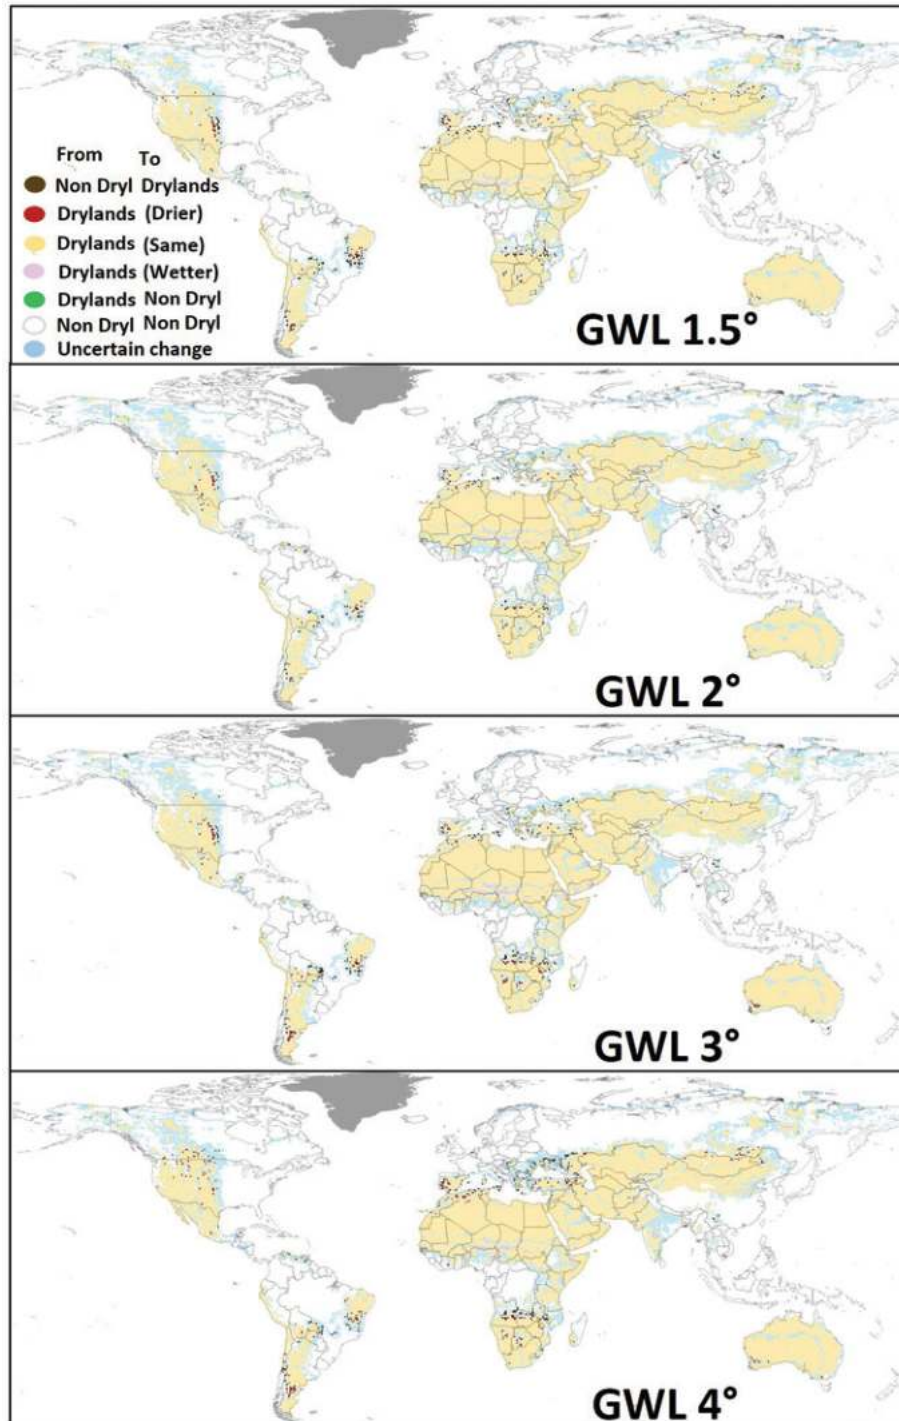 From To
Non Dryl Drylands
Drylands (Drier)
Drylands (Same)
Drylands (Wetter)
Drylands Non Dryl
Non Dryl Non Dryl
Uncertain change
GWL 1.5°
GWL 2°
GWL 3°
GWL 4°